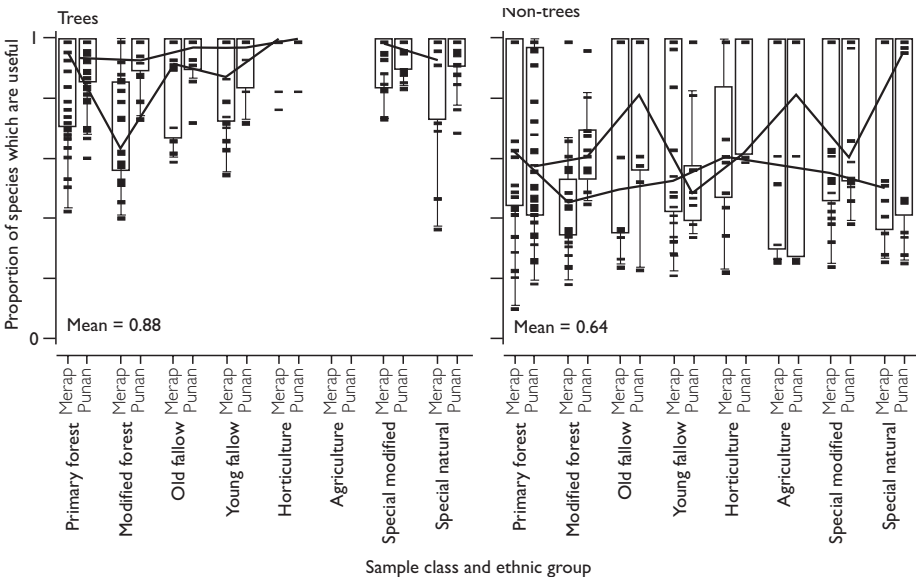 Trees
Non-trees
Proportion of species which are useful
1
0
Mean = 0.88
Mean = 0.64
Merap
Punan
Merap
Punan
Merap
Punan
Merap
Punan
Merap
Punan
Merap
Punan
Merap
Punan
Merap
Punan
Merap
Punan
Merap
Punan
Merap
Punan
Merap
Punan
Merap
Punan
Merap
Punan
Merap
Punan
Merap
Punan
Primary forest
Modified forest
Old fallow
Young fallow
Horticulture
Agriculture
Special modified
Special natural
Primary forest
Modified forest
Old fallow
Young fallow
Horticulture
Agriculture
Special modified
Special natural
Sample class and ethnic group